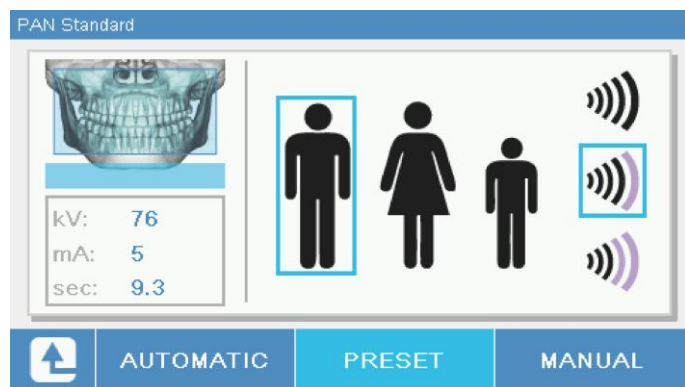 PAN Standard
kV: 76
mA: 5
sec: 9.3
AUTOMATIC PRESET MANUAL